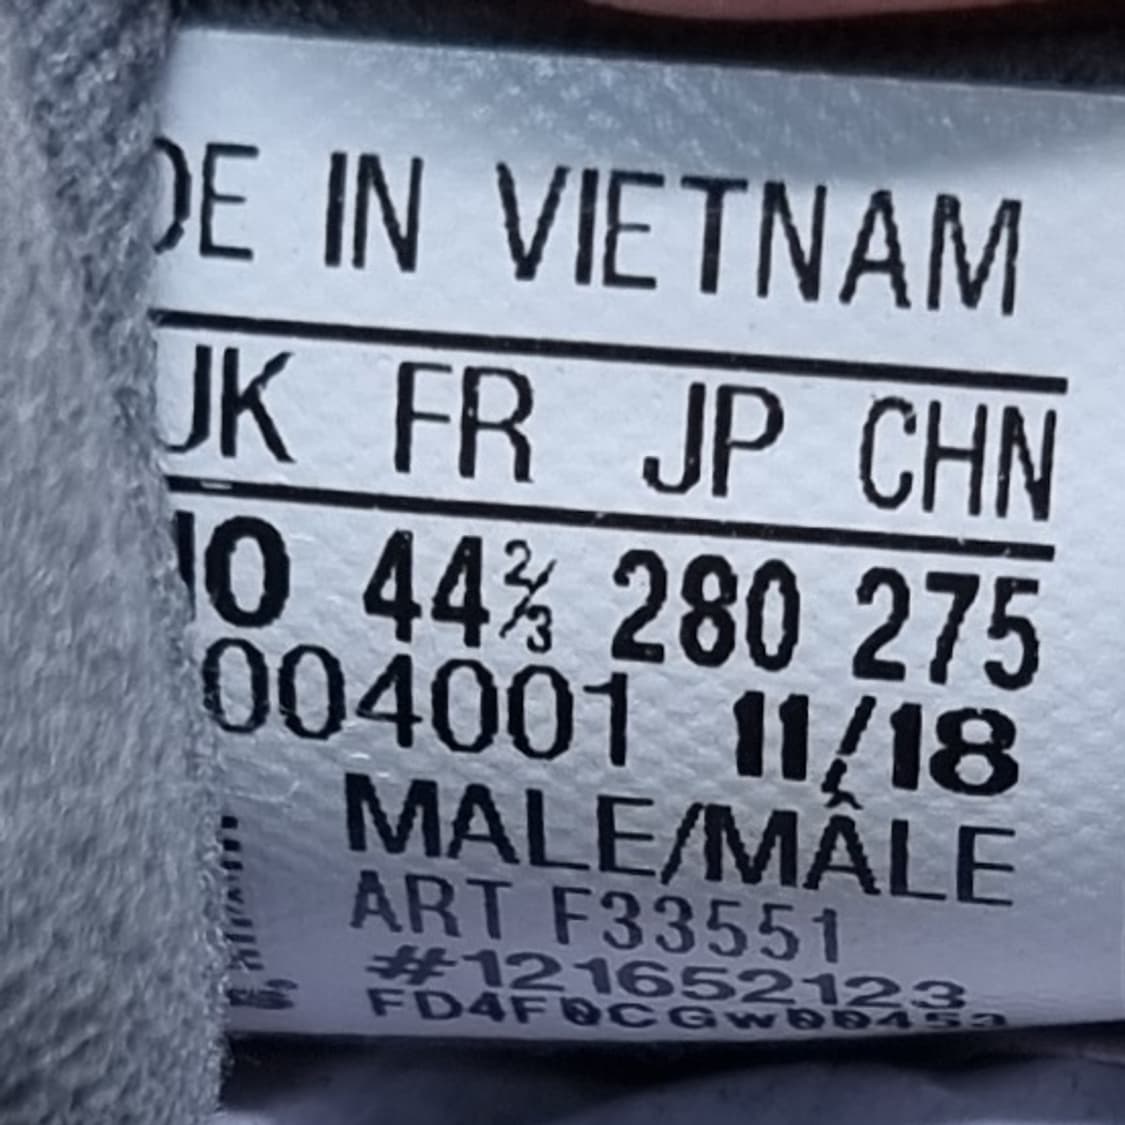 DE IN VIETNAM
UK FR JP CHN
10 44⅔ 280 275
004001 11/18
MALE/MÂLE
ART F33551
#121652123